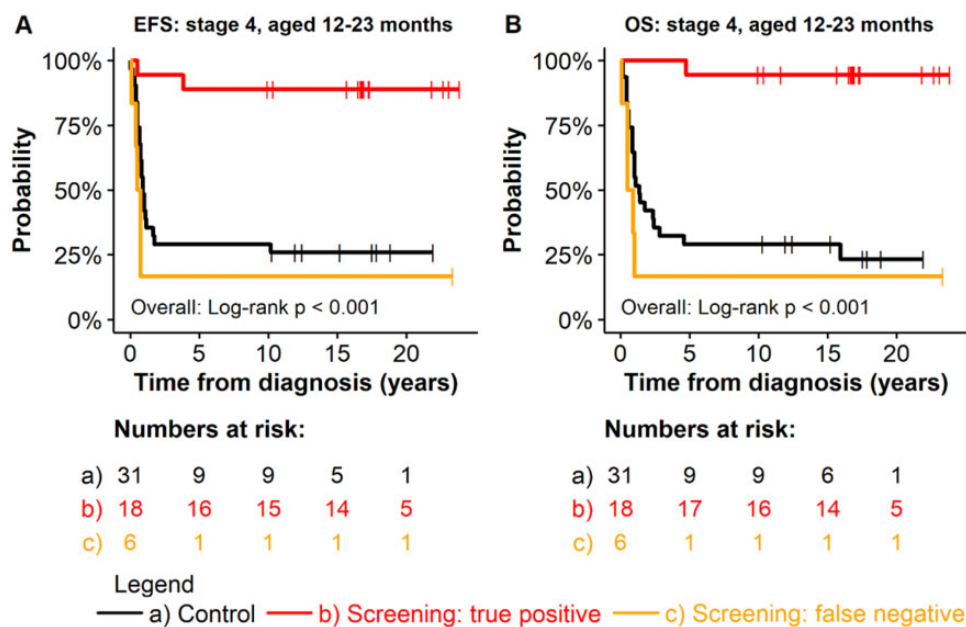 A EFS: stage 4, aged 12-23 months
Probability
100%
75%
50%
25%
0%
Overall: Log-rank p < 0.001
0 5 10 15 20
Time from diagnosis (years)
Numbers at risk:
a) 31 9 9 5 1
b) 18 16 15 14 5
c) 6 1 1 1 1
B OS: stage 4, aged 12-23 months
Probability
100%
75%
50%
25%
0%
Overall: Log-rank p < 0.001
0 5 10 15 20
Time from diagnosis (years)
Numbers at risk:
a) 31 9 9 6 1
b) 18 17 16 14 5
c) 6 1 1 1 1
Legend
a) Control b) Screening: true positive c) Screening: false negative